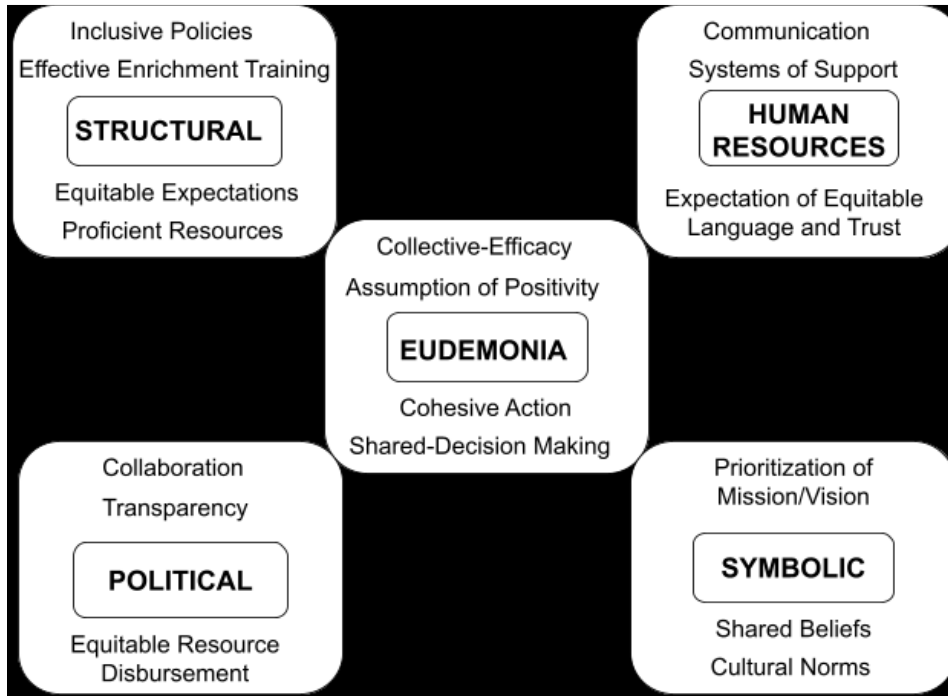 Inclusive Policies
Effective Enrichment Training
STRUCTURAL
Equitable Expectations
Proficient Resources
Communication
Systems of Support
HUMAN
RESOURCES
Expectation of Equitable
Language and Trust
Collective-Efficacy
Assumption of Positivity
EUDEMONIA
Cohesive Action
Shared-Decision Making
Collaboration
Transparency
POLITICAL
Equitable Resource
Disbursement
Prioritization of
Mission/Vision
SYMBOLIC
Shared Beliefs
Cultural Norms